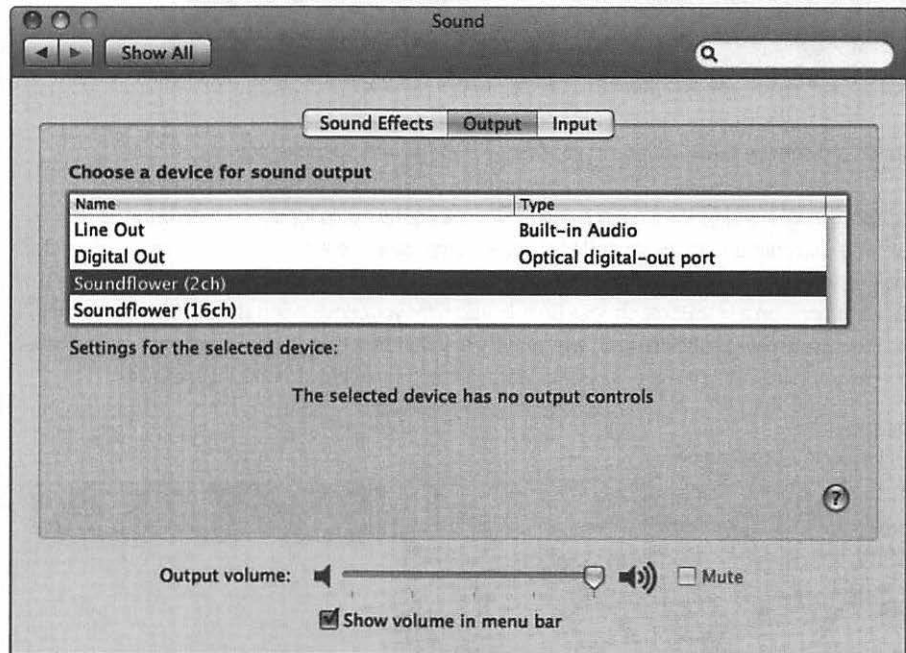 Sound
Show All
Sound Effects Output Input
Choose a device for sound output
Name Type
Line Out Built-in Audio
Digital Out Optical digital-out port
Soundflower (2ch)
Soundflower (16ch)
Settings for the selected device:
The selected device has no output controls
?
Output volume: Mute
Show volume in menu bar